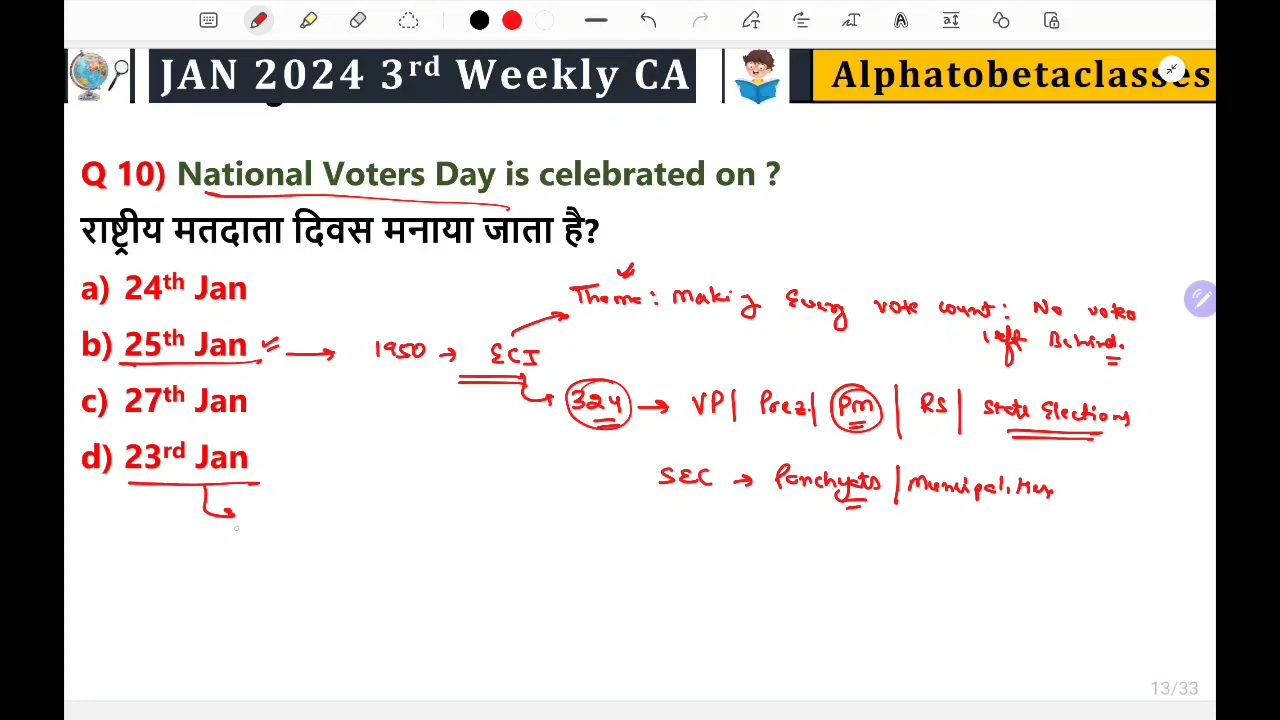 JAN 2024 3rd Weekly CA Alphatobetaclasses
Q 10) National Voters Day is celebrated on ?
राष्ट्रीय मतदाता दिवस मनाया जाता है?
a) 24th Jan
Theme: Making Every vote count: No voter
left Behind.
b) 25th Jan → 1950 → ECI
c) 27th Jan
324 → VP| Prez.| PM | RS | State Elections
d) 23rd Jan
SEC → Panchyats |
13/33